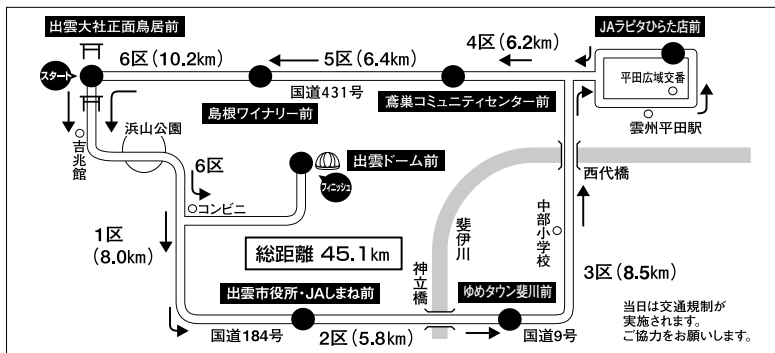 出雲大社正面鳥居前
6区(10.2km)
5区(6.4km)
4区(6.2km)
JAラピタひらた店前
スタート
国道431号
島根ワイナリー前
鳶巣コミュニティセンター前
平田広域交番
雲州平田駅
吉兆館
浜山公園
6区
出雲ドーム前
フィニッシュ
コンビニ
西代橋
中部小学校
斐伊川
神立橋
1区
(8.0km)
総距離 45.1km
3区(8.5km)
出雲市役所・JAしまね前
ゆめタウン斐川前
国道184号
2区(5.8km)
国道9号
当日は交通規制が
実施されます。
ご協力をお願いします。